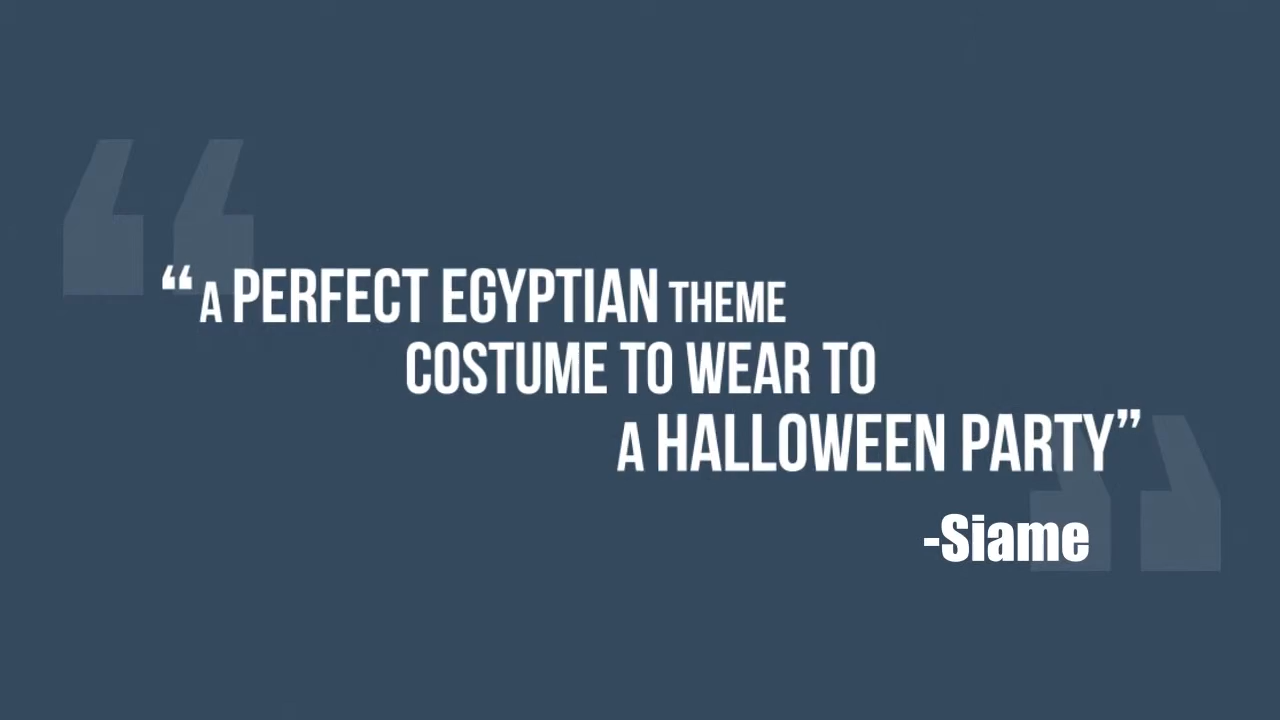 “A PERFECT EGYPTIAN THEME
COSTUME TO WEAR TO
A HALLOWEEN PARTY”
-Siame